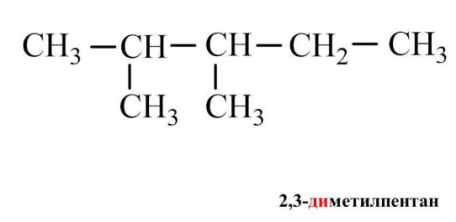 CH₃ — CH — CH — CH₂ — CH₃
CH₃ CH₃
2,3-диметилпентан